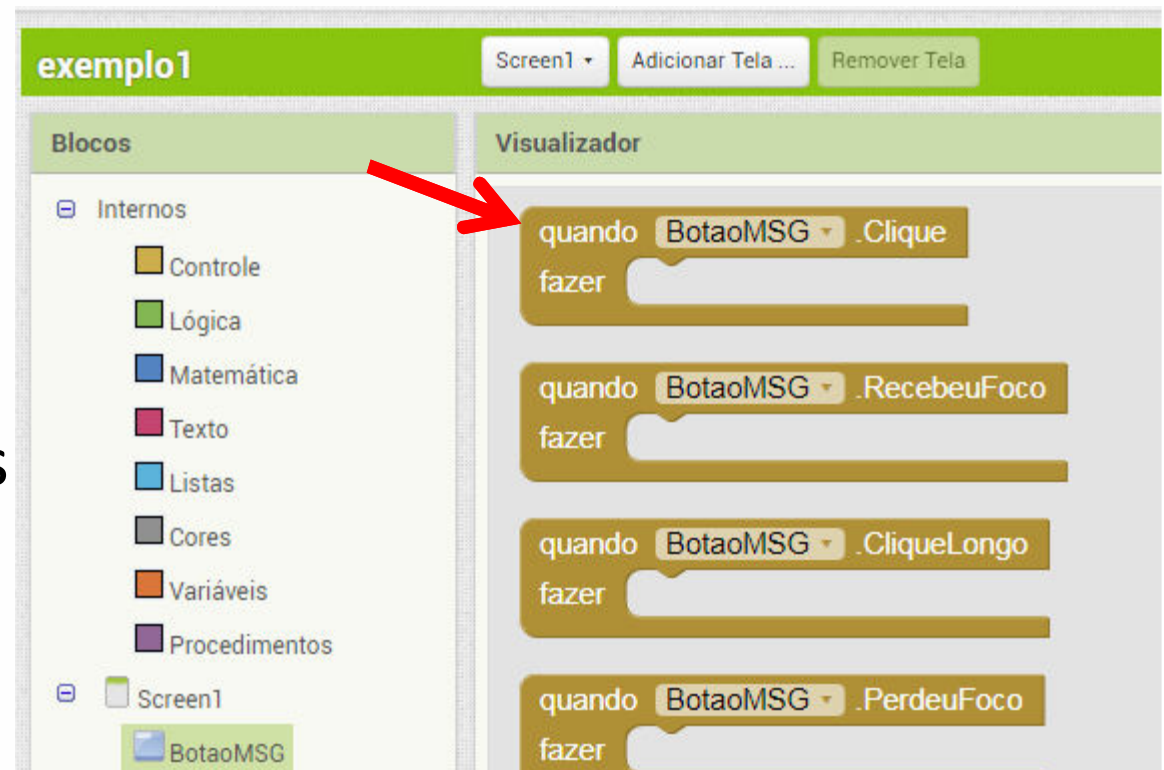 exemplo1
Screen1
Adicionar Tela ...
Remover Tela
Blocos
Visualizador
Internos
Controle
Lógica
Matemática
Texto
Listas
Cores
Variáveis
Procedimentos
Screen1
BotaoMSG
s
quando BotaoMSG .Clique
fazer
quando BotaoMSG .RecebeuFoco
fazer
quando BotaoMSG .CliqueLongo
fazer
quando BotaoMSG .PerdeuFoco
fazer